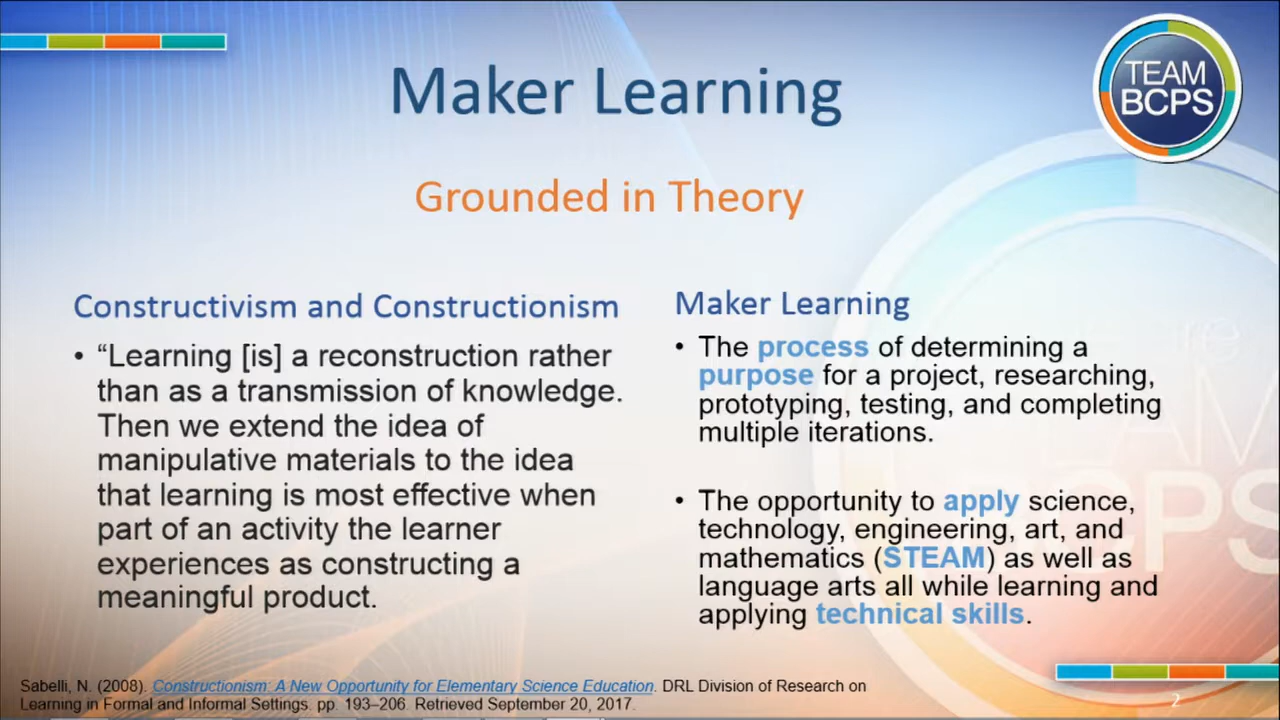 TEAM
BCPS
Maker Learning
Grounded in Theory
Constructivism and Constructionism
• “Learning [is] a reconstruction rather
than as a transmission of knowledge.
Then we extend the idea of
manipulative materials to the idea
that learning is most effective when
part of an activity the learner
experiences as constructing a
meaningful product.
Maker Learning
• The process of determining a
purpose for a project, researching,
prototyping, testing, and completing
multiple iterations.
• The opportunity to apply science,
technology, engineering, art, and
mathematics (STEAM) as well as
language arts all while learning and
applying technical skills.
Sabelli, N. (2008). Constructionism: A New Opportunity for Elementary Science Education. DRL Division of Research on
Learning in Formal and Informal Settings. pp. 193–206. Retrieved September 20, 2017.
2